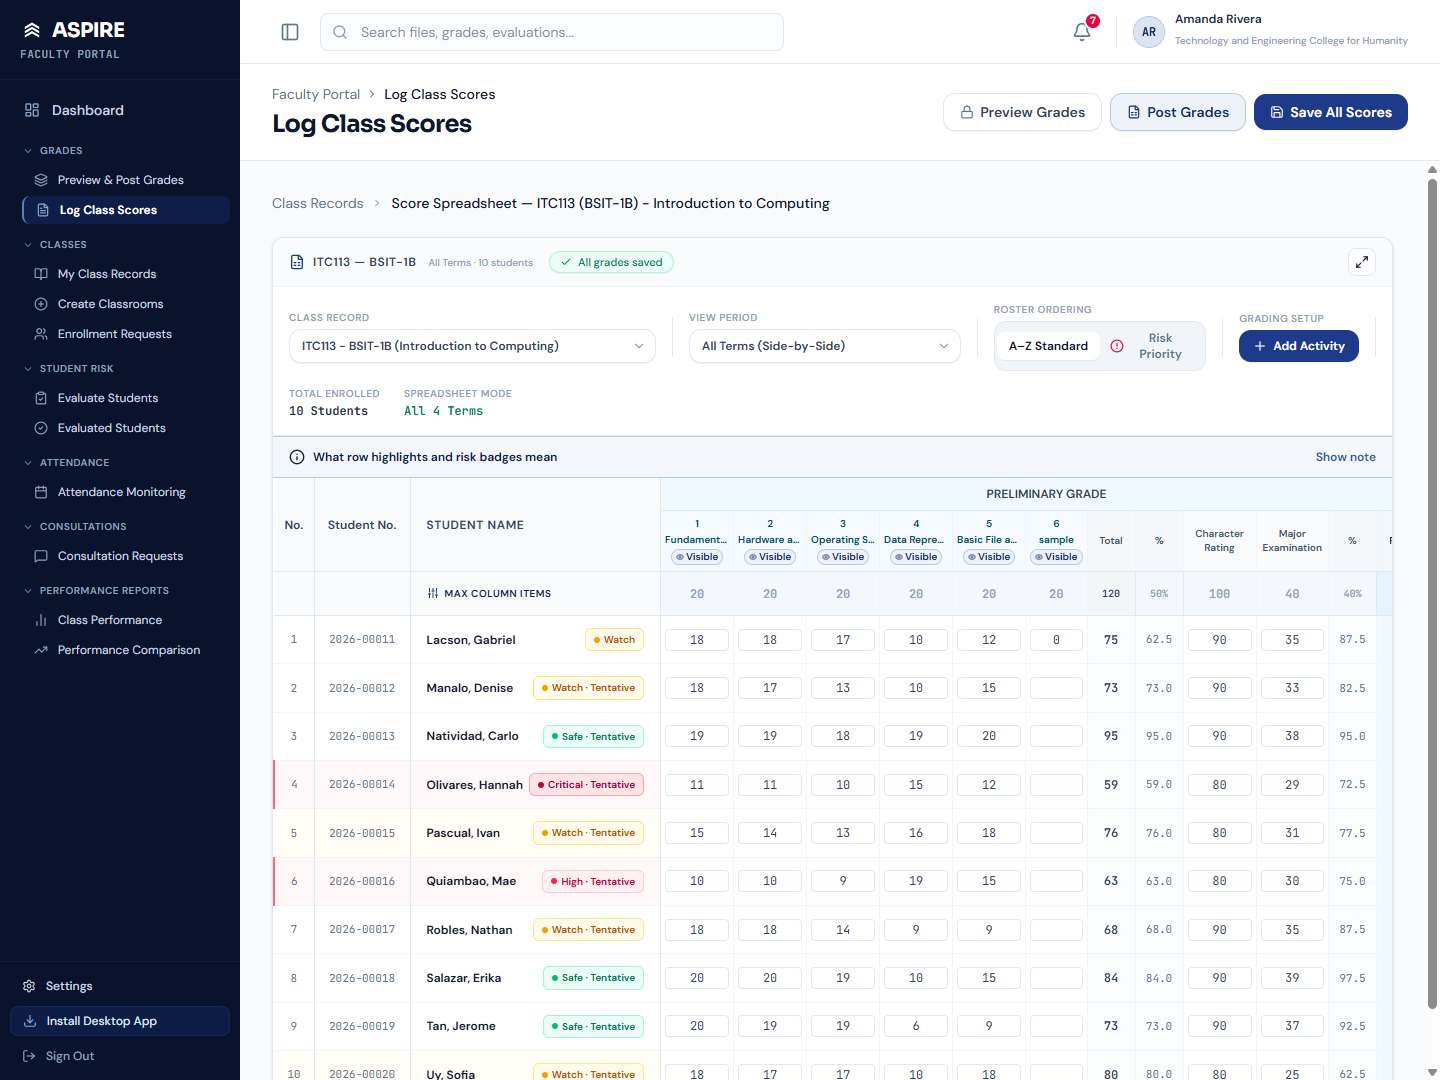 ASPIRE
FACULTY PORTAL
Dashboard
GRADES
Preview & Post Grades
Log Class Scores
CLASSES
My Class Records
Create Classrooms
Enrollment Requests
STUDENT RISK
Evaluate Students
Evaluated Students
ATTENDANCE
Attendance Monitoring
CONSULTATIONS
Consultation Requests
PERFORMANCE REPORTS
Class Performance
Performance Comparison
Settings
Install Desktop App
Sign Out
Search files, grades, evaluations...
7
AR
Amanda Rivera
Technology and Engineering College for Humanity
Faculty Portal > Log Class Scores
Log Class Scores
Preview Grades
Post Grades
Save All Scores
Class Records > Score Spreadsheet — ITC113 (BSIT-1B) - Introduction to Computing
ITC113 — BSIT-1B All Terms · 10 students All grades saved
CLASS RECORD
ITC113 - BSIT-1B (Introduction to Computing)
VIEW PERIOD
All Terms (Side-by-Side)
ROSTER ORDERING
A–Z Standard
Risk Priority
GRADING SETUP
Add Activity
TOTAL ENROLLED
10 Students
SPREADSHEET MODE
All 4 Terms
What row highlights and risk badges mean
Show note
No. Student No. STUDENT NAME
PRELIMINARY GRADE
1 Fundament... Visible
2 Hardware a... Visible
3 Operating S... Visible
4 Data Repre... Visible
5 Basic File a... Visible
6 sample Visible
Total % Character Rating Major Examination %
MAX COLUMN ITEMS 20 20 20 20 20 20 120 50% 100 40 40%
1 2026-00011 Lacson, Gabriel Watch 18 18 17 10 12 0 75 62.5 90 35 87.5
2 2026-00012 Manalo, Denise Watch · Tentative 18 17 13 10 15 73 73.0 90 33 82.5
3 2026-00013 Natividad, Carlo Safe · Tentative 19 19 18 19 20 95 95.0 90 38 95.0
4 2026-00014 Olivares, Hannah Critical · Tentative 11 11 10 15 12 59 59.0 80 29 72.5
5 2026-00015 Pascual, Ivan Watch · Tentative 15 14 13 16 18 76 76.0 80 31 77.5
6 2026-00016 Quiambao, Mae High · Tentative 10 10 9 19 15 63 63.0 80 30 75.0
7 2026-00017 Robles, Nathan Watch · Tentative 18 18 14 9 9 68 68.0 90 35 87.5
8 2026-00018 Salazar, Erika Safe · Tentative 20 20 19 10 15 84 84.0 90 39 97.5
9 2026-00019 Tan, Jerome Safe · Tentative 20 19 19 6 9 73 73.0 90 37 92.5
10 2026-00020 Uy, Sofia Watch · Tentative 18 17 17 10 18 80 80.0 80 25 62.5